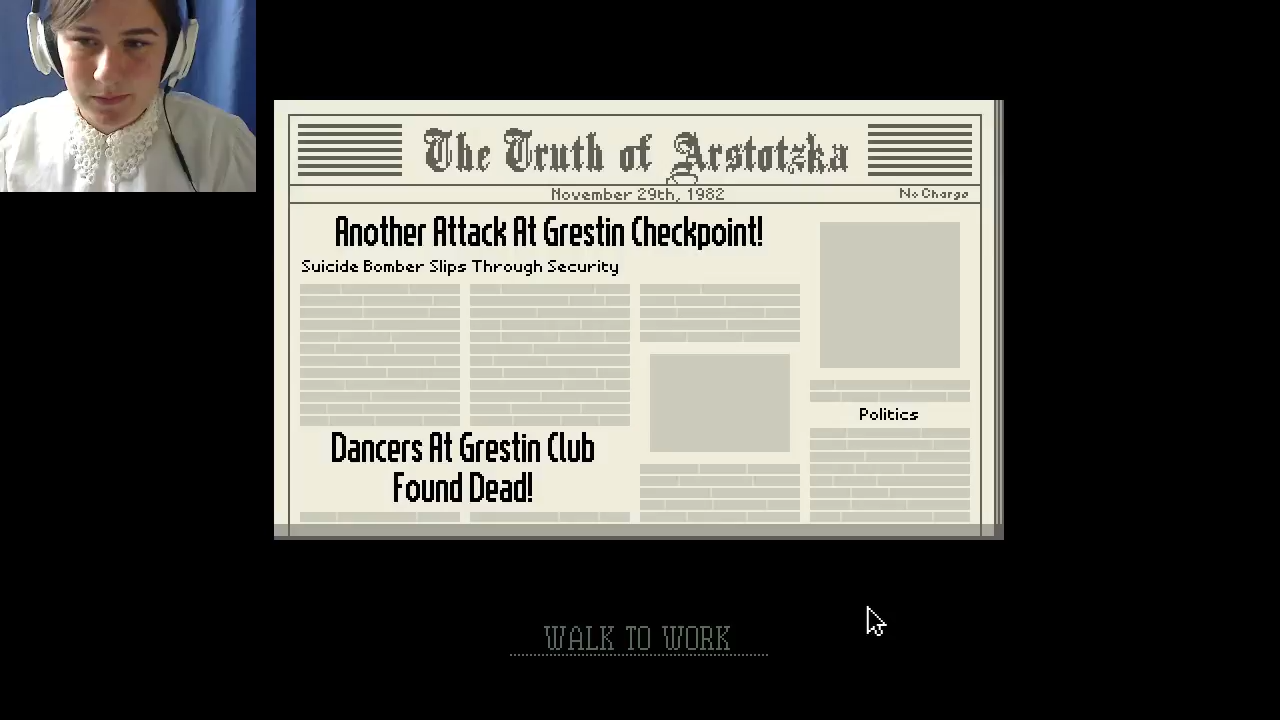 The Truth of Arstotzka
November 29th, 1982
No Charge
Another Attack At Grestin Checkpoint!
Suicide Bomber Slips Through Security
Dancers At Grestin Club
Found Dead!
Politics
WALK TO WORK